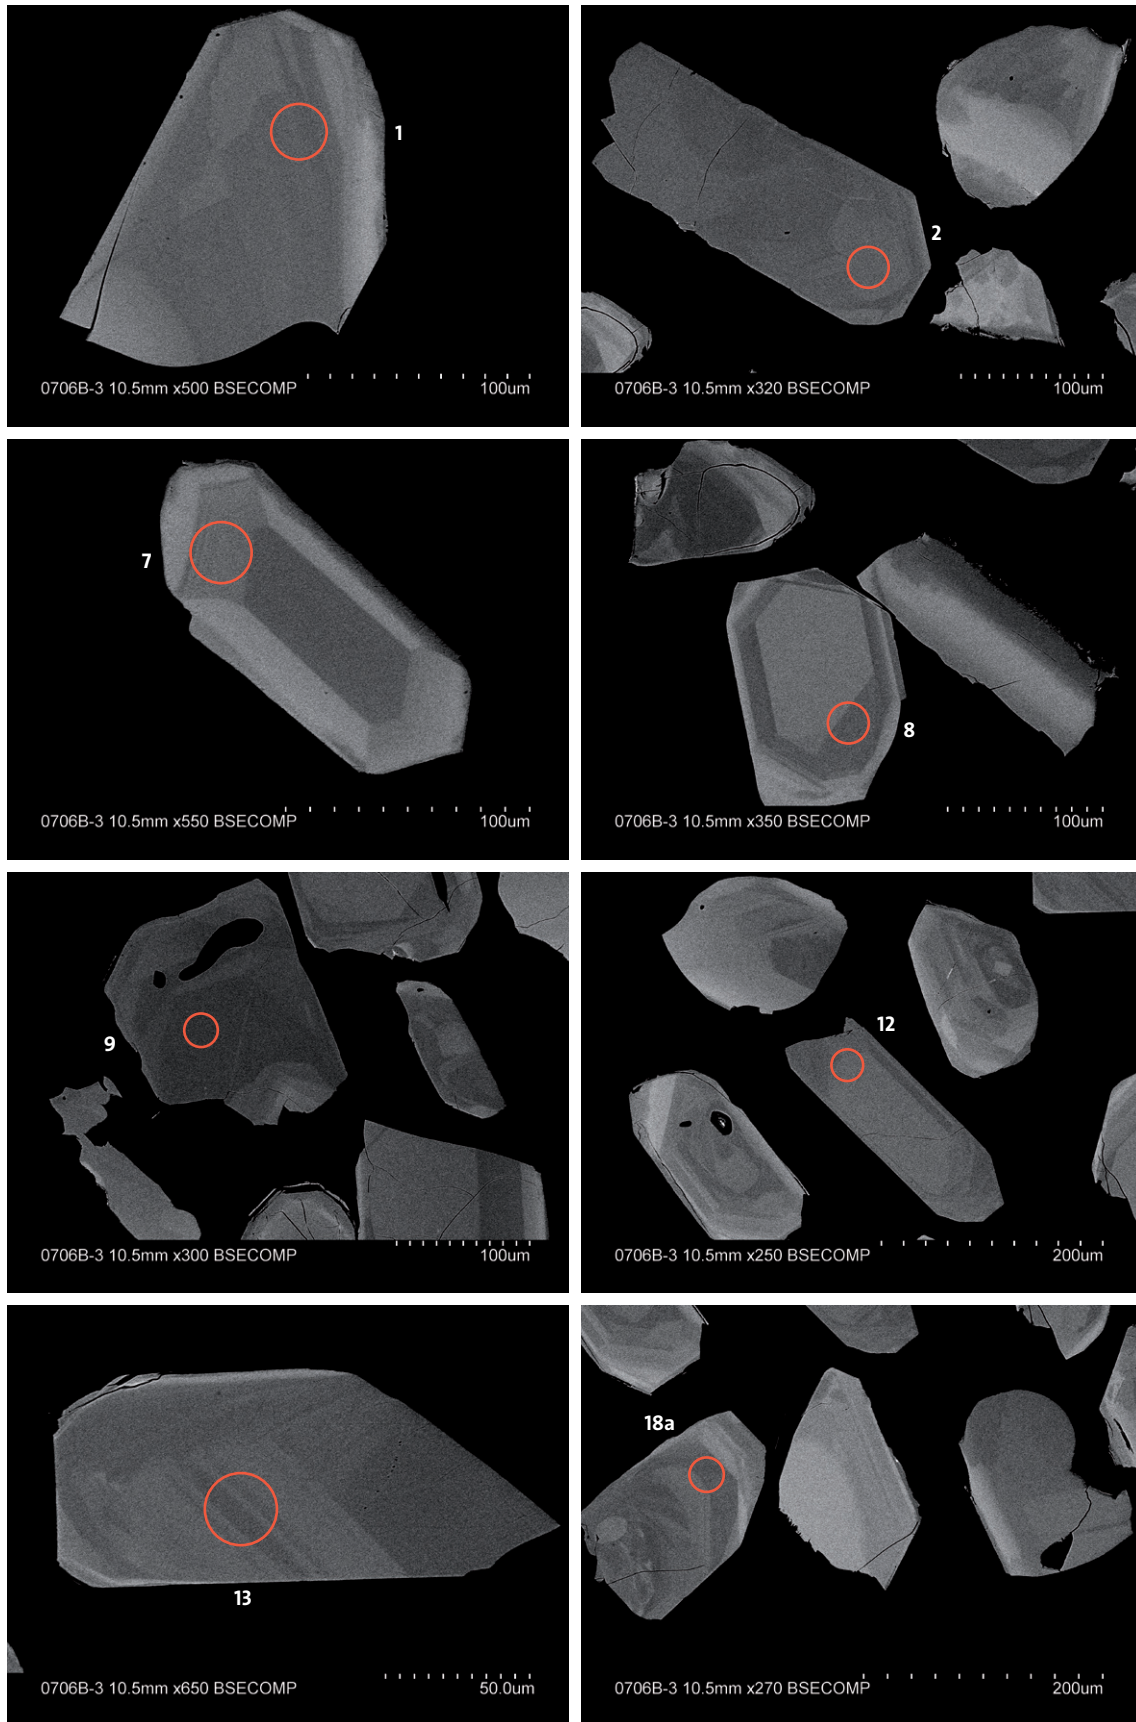 1
0706B-3 10.5mm x500 BSECOMP 100um
2
0706B-3 10.5mm x320 BSECOMP 100um
7
0706B-3 10.5mm x550 BSECOMP 100um
8
0706B-3 10.5mm x350 BSECOMP 100um
9
0706B-3 10.5mm x300 BSECOMP 100um
12
0706B-3 10.5mm x250 BSECOMP 200um
13
0706B-3 10.5mm x650 BSECOMP 50.0um
18a
0706B-3 10.5mm x270 BSECOMP 200um